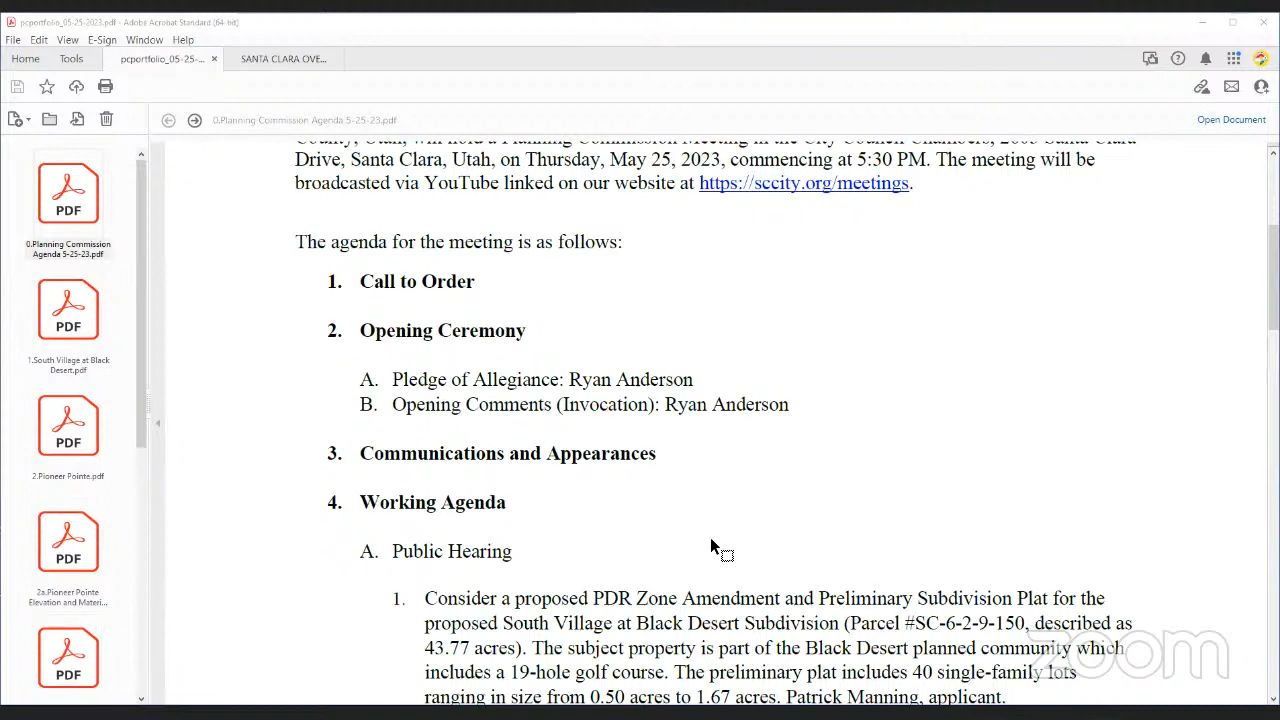 pcportfolio_05-25-2023.pdf - Adobe Acrobat Standard (64-bit)
File Edit View E-Sign Window Help
Home Tools pcportfolio_05-25-... × SANTA CLARA OVE...
0.Planning Commission Agenda 5-25-23.pdf Open Document
PDF
0.Planning Commission
Agenda 5-25-23.pdf
PDF
1.South Village at Black
Desert.pdf
PDF
2.Pioneer Pointe.pdf
PDF
2a.Pioneer Pointe
Elevation and Materi...
PDF
Drive, Santa Clara, Utah, on Thursday, May 25, 2023, commencing at 5:30 PM. The meeting will be
broadcasted via YouTube linked on our website at https://sccity.org/meetings.
The agenda for the meeting is as follows:
1. Call to Order
2. Opening Ceremony
A. Pledge of Allegiance: Ryan Anderson
B. Opening Comments (Invocation): Ryan Anderson
3. Communications and Appearances
4. Working Agenda
A. Public Hearing
1. Consider a proposed PDR Zone Amendment and Preliminary Subdivision Plat for the
proposed South Village at Black Desert Subdivision (Parcel #SC-6-2-9-150, described as
43.77 acres). The subject property is part of the Black Desert planned community which
includes a 19-hole golf course. The preliminary plat includes 40 single-family lots
ranging in size from 0.50 acres to 1.67 acres. Patrick Manning, applicant.
zoom